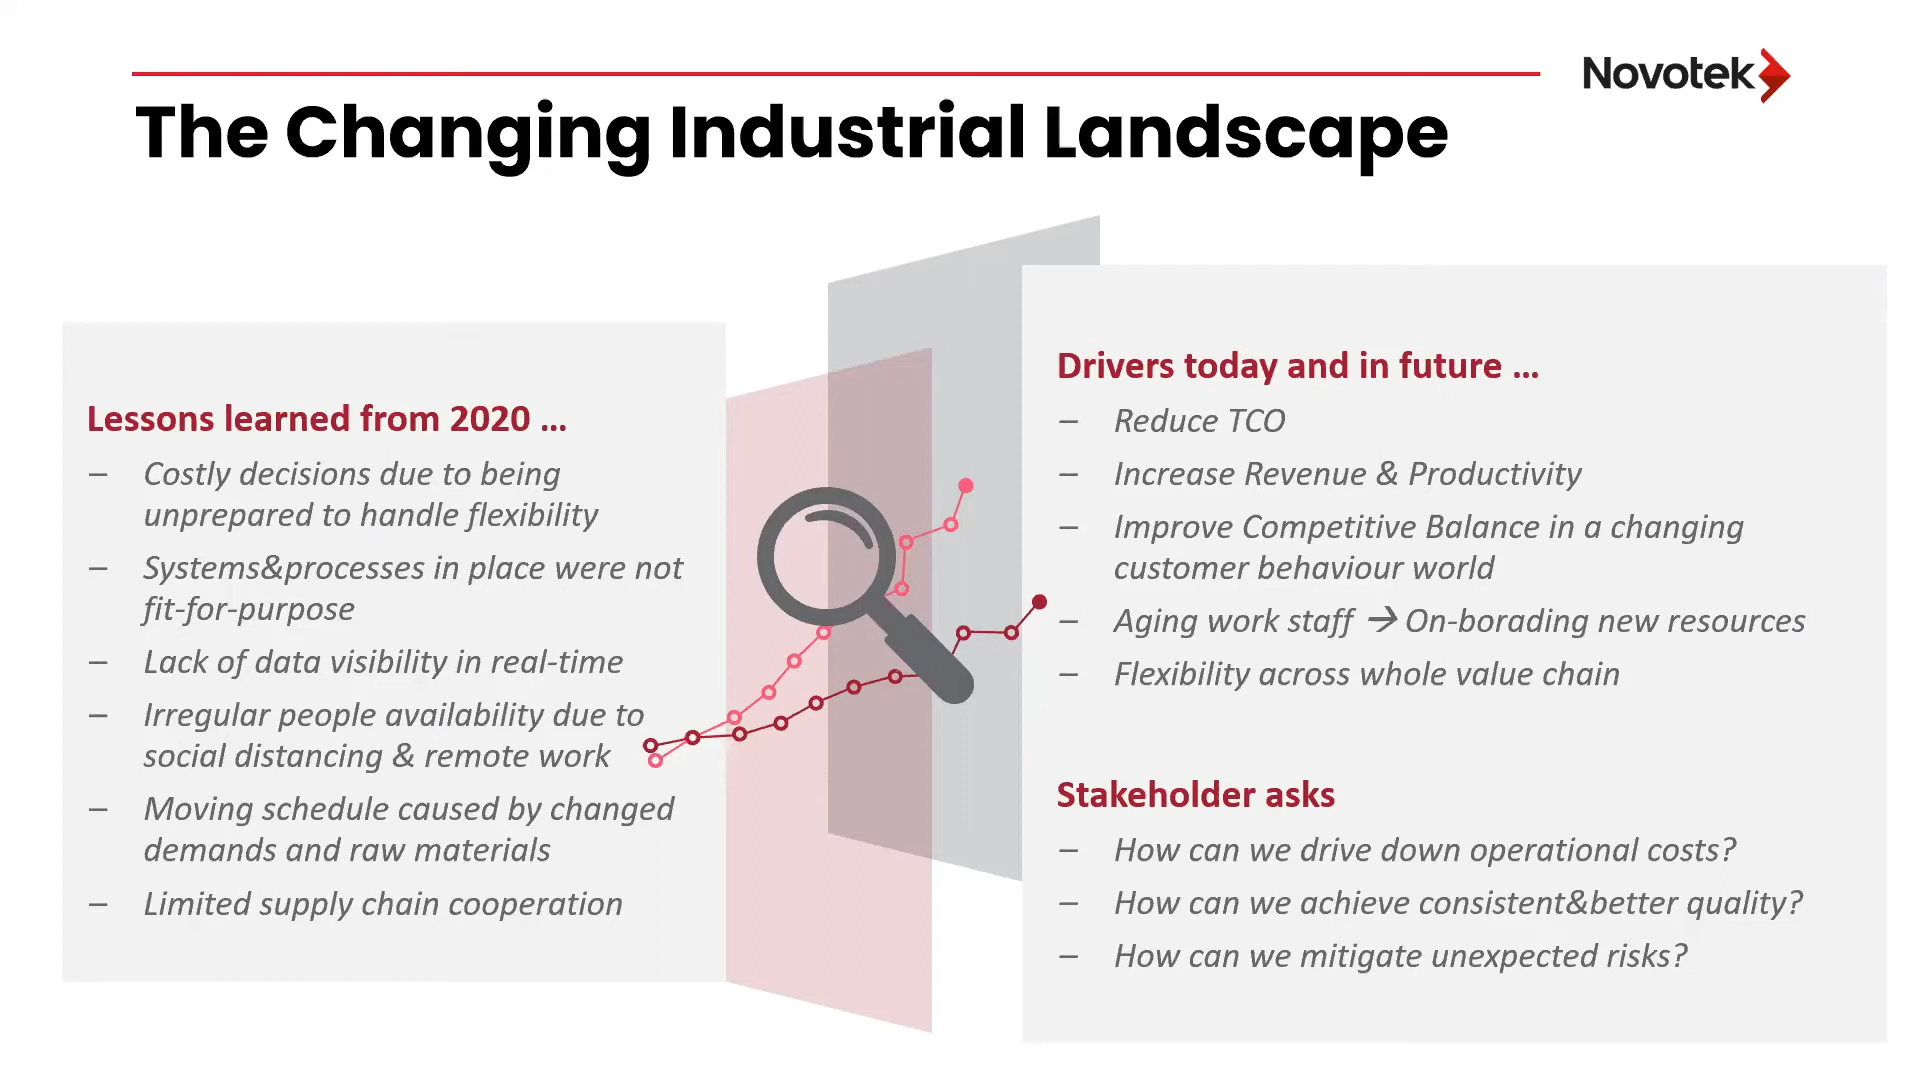 Novotek
The Changing Industrial Landscape
Lessons learned from 2020 ...
– Costly decisions due to being
unprepared to handle flexibility
– Systems&processes in place were not
fit-for-purpose
– Lack of data visibility in real-time
– Irregular people availability due to
social distancing & remote work
– Moving schedule caused by changed
demands and raw materials
– Limited supply chain cooperation
Drivers today and in future ...
– Reduce TCO
– Increase Revenue & Productivity
– Improve Competitive Balance in a changing
customer behaviour world
– Aging work staff → On-borading new resources
– Flexibility across whole value chain
Stakeholder asks
– How can we drive down operational costs?
– How can we achieve consistent&better quality?
– How can we mitigate unexpected risks?